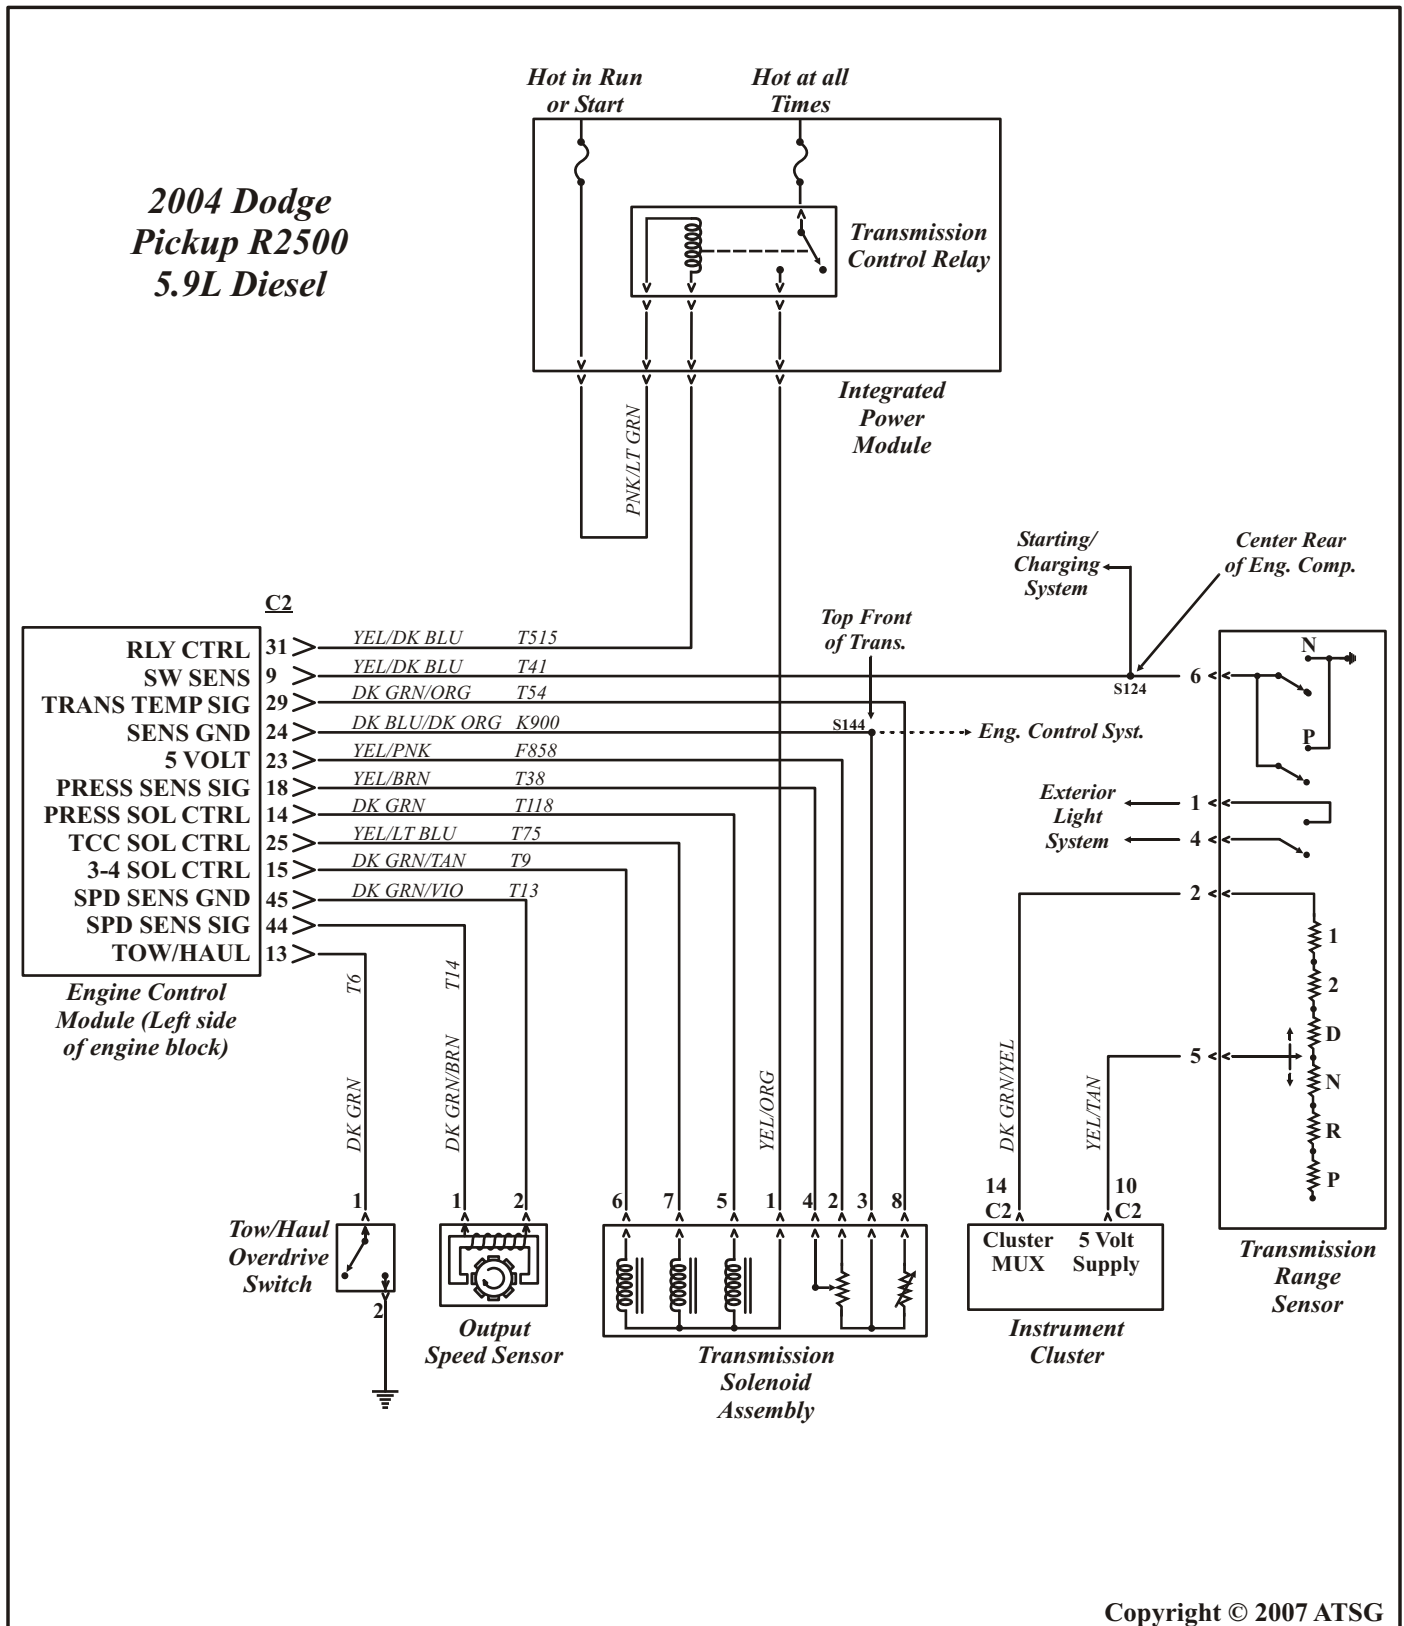 Hot in Run
or Start
Hot at all
Times
2004 Dodge
Pickup R2500
5.9L Diesel
Transmission
Control Relay
Integrated
Power
Module
PNK/LT GRN
Starting/
Charging
System
Center Rear
of Eng. Comp.
Top Front
of Trans.
C2
RLY CTRL 31 YEL/DK BLU T515
SW SENS 9 YEL/DK BLU T41
TRANS TEMP SIG 29 DK GRN/ORG T54
SENS GND 24 DK BLU/DK ORG K900
5 VOLT 23 YEL/PNK F858
PRESS SENS SIG 18 YEL/BRN T38
PRESS SOL CTRL 14 DK GRN T118
TCC SOL CTRL 25 YEL/LT BLU T75
3-4 SOL CTRL 15 DK GRN/TAN T9
SPD SENS GND 45 DK GRN/VIO T13
SPD SENS SIG 44
TOW/HAUL 13
Engine Control
Module (Left side
of engine block)
S144
Eng. Control Syst.
S124
6
N
P
Exterior
Light
System
1
4
2
5
1
2
D
N
R
P
T6
DK GRN
T14
DK GRN/BRN
YEL/ORG
DK GRN/YEL
YEL/TAN
1
Tow/Haul
Overdrive
Switch
2
1 2
Output
Speed Sensor
6 7 5 1 4 2 3 8
Transmission
Solenoid
Assembly
14 10
C2 C2
Cluster 5 Volt
MUX Supply
Instrument
Cluster
Transmission
Range
Sensor
Copyright © 2007 ATSG